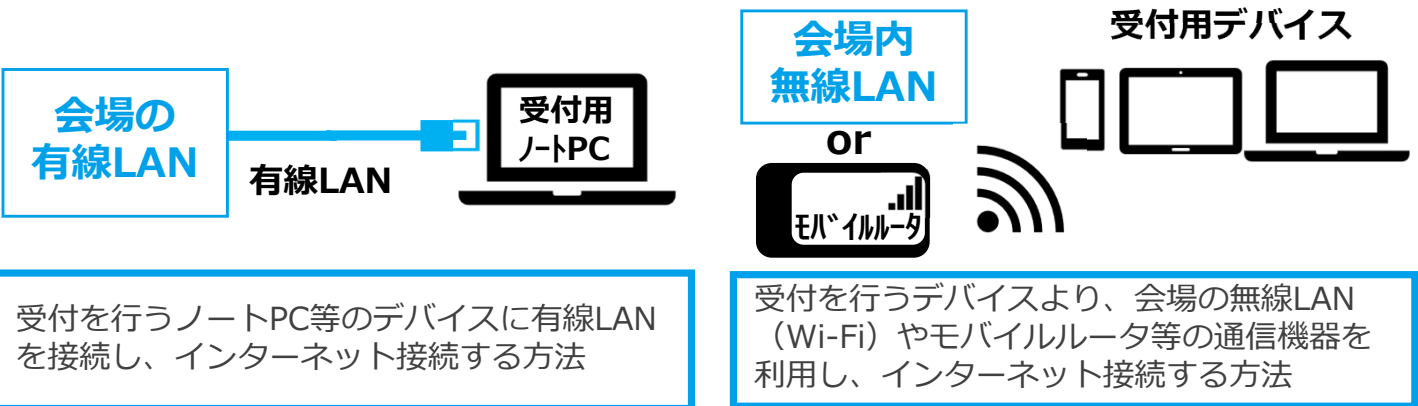 会場の
有線LAN
有線LAN
受付用
ﾉｰﾄPC
受付を行うノートPC等のデバイスに有線LAN
を接続し、インターネット接続する方法
会場内
無線LAN
or
ﾓﾊﾞｲﾙﾙｰﾀ
受付用デバイス
受付を行うデバイスより、会場の無線LAN
（Wi-Fi）やモバイルルータ等の通信機器を
利用し、インターネット接続する方法